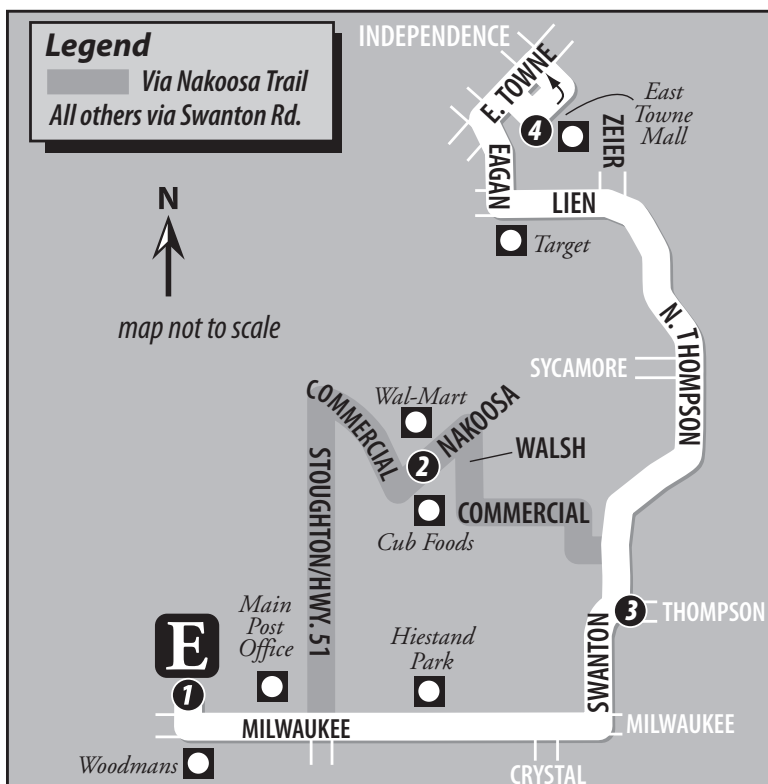 Legend
Via Nakoosa Trail
All others via Swanton Rd.
INDEPENDENCE
E. TOWNE
East
Towne
Mall
4
ZEIER
EAGAN
LIEN
Target
N
map not to scale
N. THOMPSON
SYCAMORE
COMMERCIAL
Wal-Mart
NAKOOSA
2
WALSH
STOUGHTON/HWY. 51
COMMERCIAL
Cub Foods
E
1
Main
Post
Office
Hiestand
Park
SWANTON
3
THOMPSON
MILWAUKEE
MILWAUKEE
Woodmans
CRYSTAL